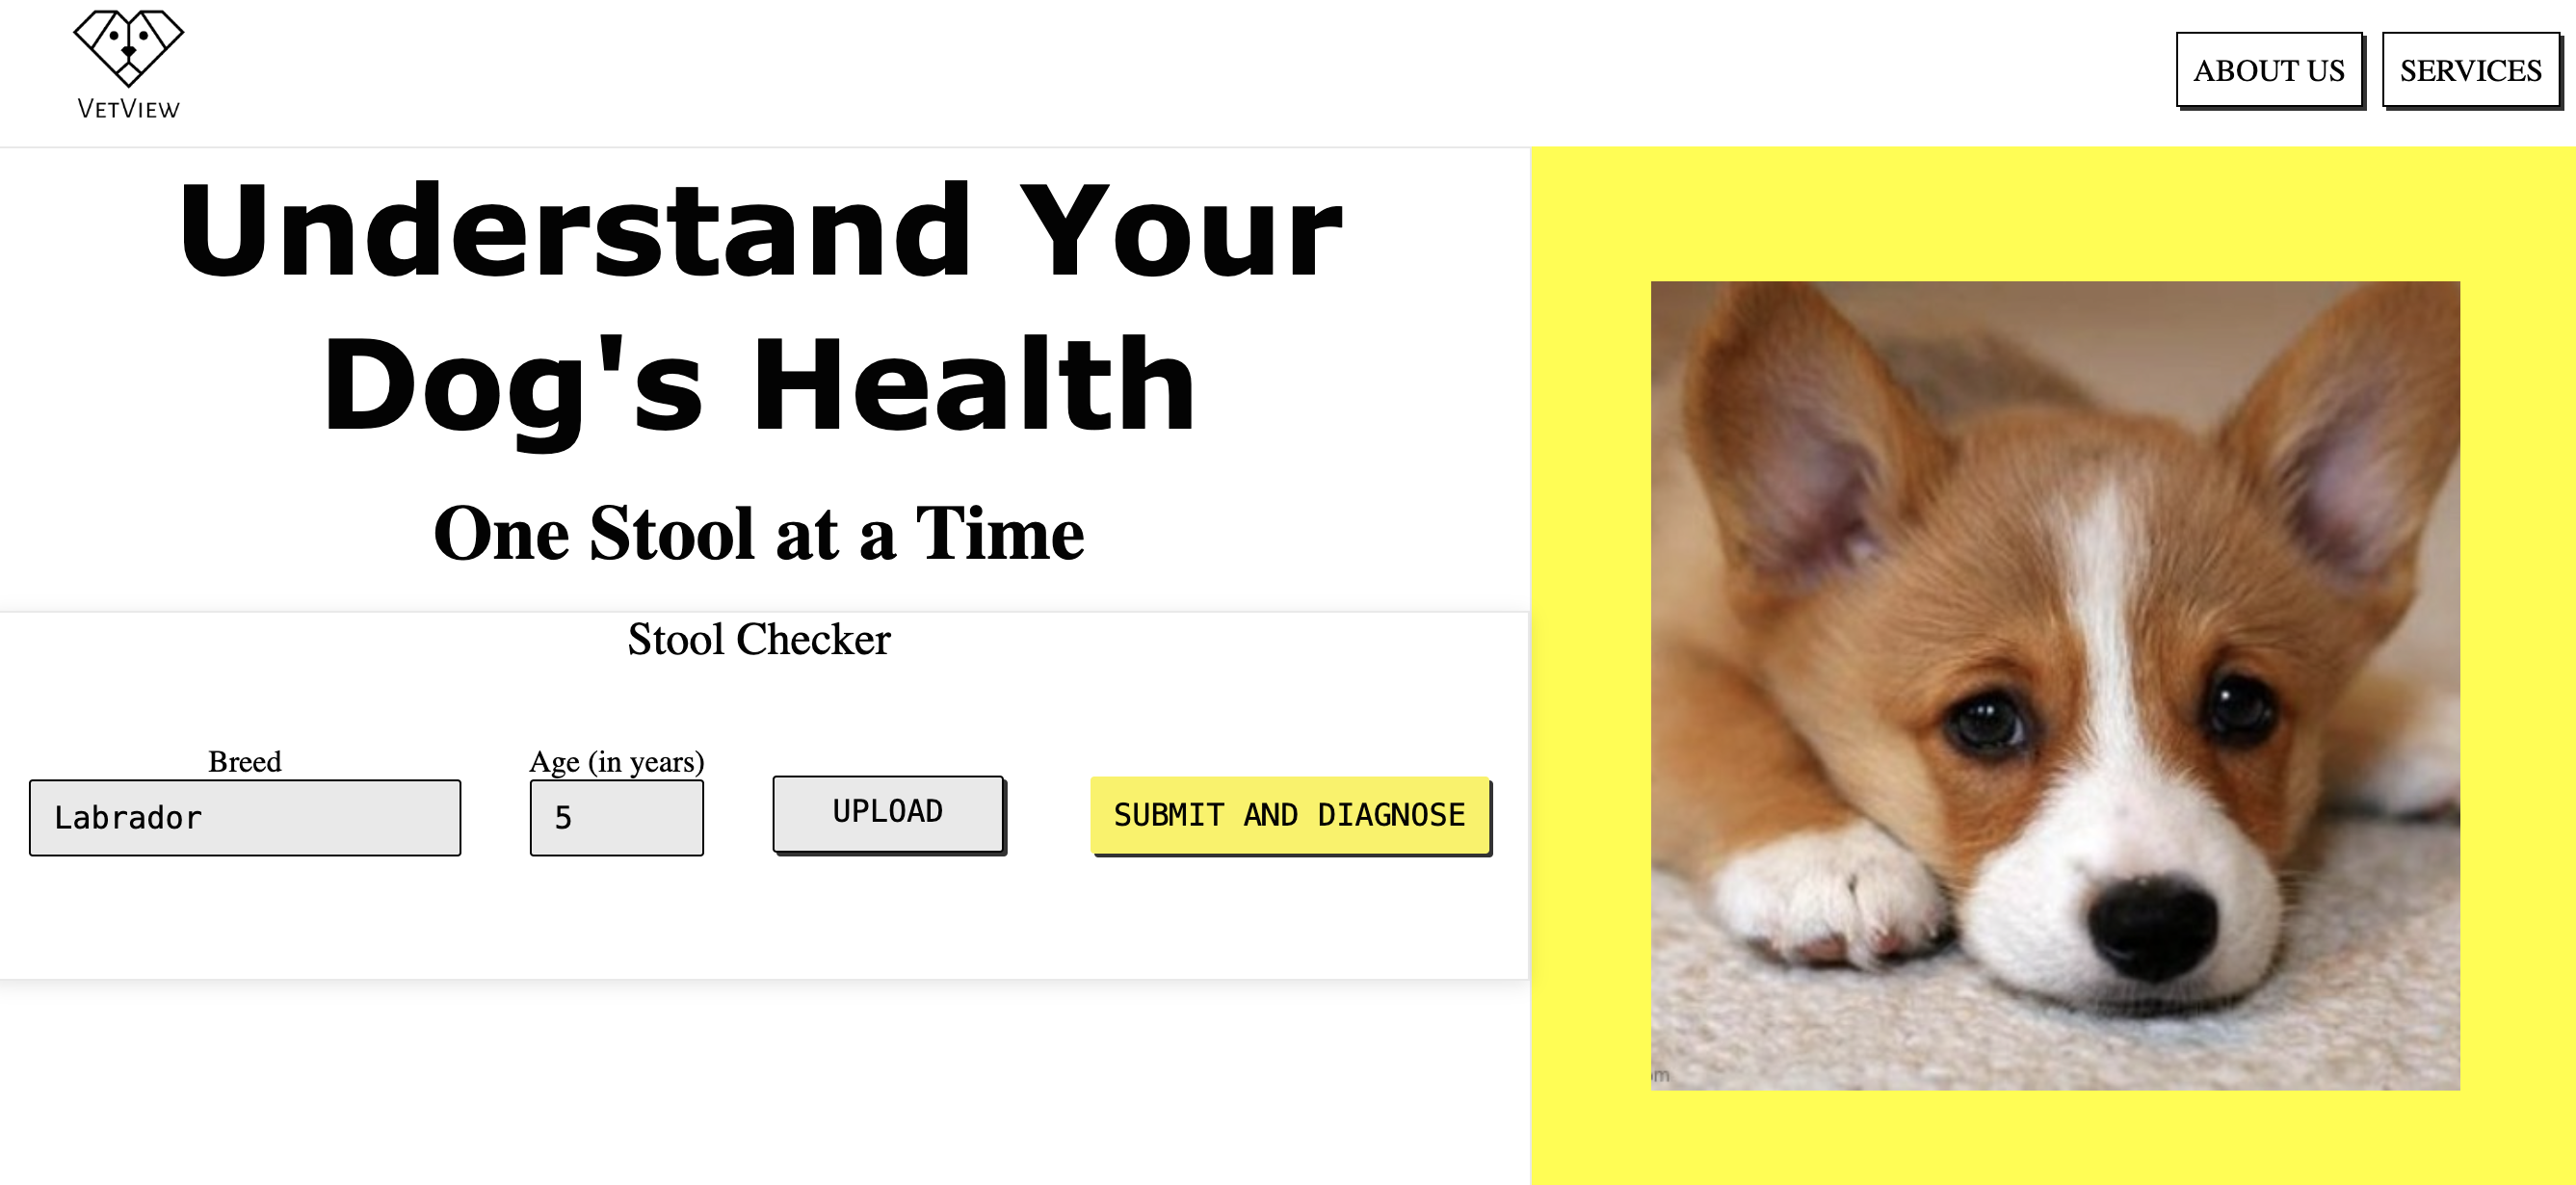 VETVIEW
ABOUT US
SERVICES
Understand Your
Dog's Health
One Stool at a Time
Stool Checker
Breed
Age (in years)
Labrador
5
UPLOAD
SUBMIT AND DIAGNOSE